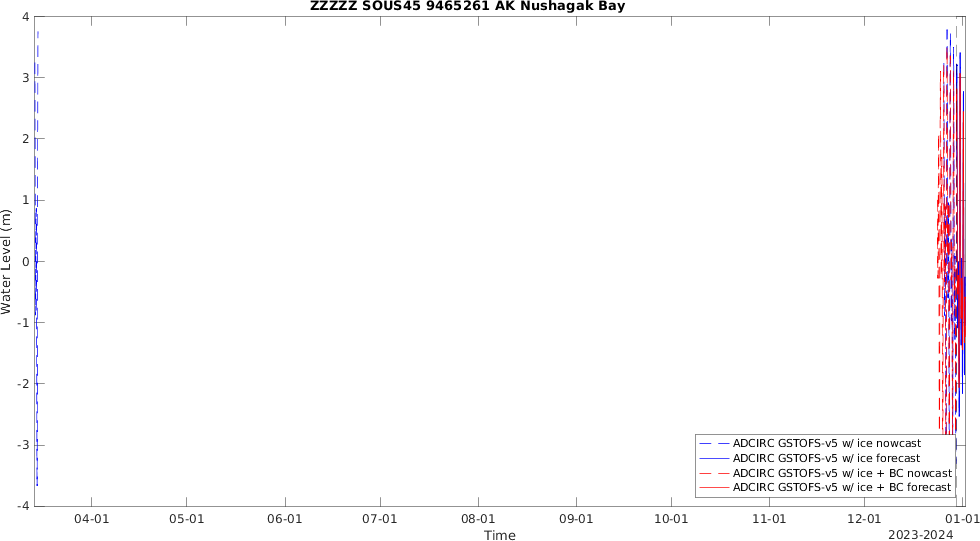 ZZZZZ SOUS45 9465261 AK Nushagak Bay
4
3
2
1
0
-1
-2
-3
-4
Water Level (m)
ADCIRC GSTOFS-v5 w/ ice nowcast
ADCIRC GSTOFS-v5 w/ ice forecast
ADCIRC GSTOFS-v5 w/ ice + BC nowcast
ADCIRC GSTOFS-v5 w/ ice + BC forecast
04-01 05-01 06-01 07-01 08-01 09-01 10-01 11-01 12-01 01-01
Time
2023-2024